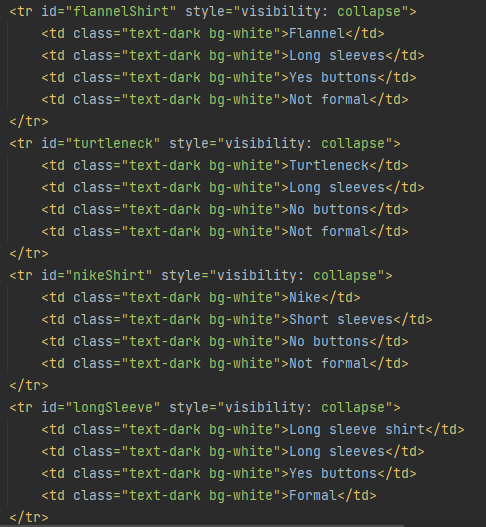 <tr id="flannelShirt" style="visibility: collapse">
    <td class="text-dark bg-white">Flannel</td>
    <td class="text-dark bg-white">Long sleeves</td>
    <td class="text-dark bg-white">Yes buttons</td>
    <td class="text-dark bg-white">Not formal</td>
</tr>
<tr id="turtleneck" style="visibility: collapse">
    <td class="text-dark bg-white">Turtleneck</td>
    <td class="text-dark bg-white">Long sleeves</td>
    <td class="text-dark bg-white">No buttons</td>
    <td class="text-dark bg-white">Not formal</td>
</tr>
<tr id="nikeShirt" style="visibility: collapse">
    <td class="text-dark bg-white">Nike</td>
    <td class="text-dark bg-white">Short sleeves</td>
    <td class="text-dark bg-white">No buttons</td>
    <td class="text-dark bg-white">Not formal</td>
</tr>
<tr id="longSleeve" style="visibility: collapse">
    <td class="text-dark bg-white">Long sleeve shirt</td>
    <td class="text-dark bg-white">Long sleeves</td>
    <td class="text-dark bg-white">Yes buttons</td>
    <td class="text-dark bg-white">Formal</td>
</tr>